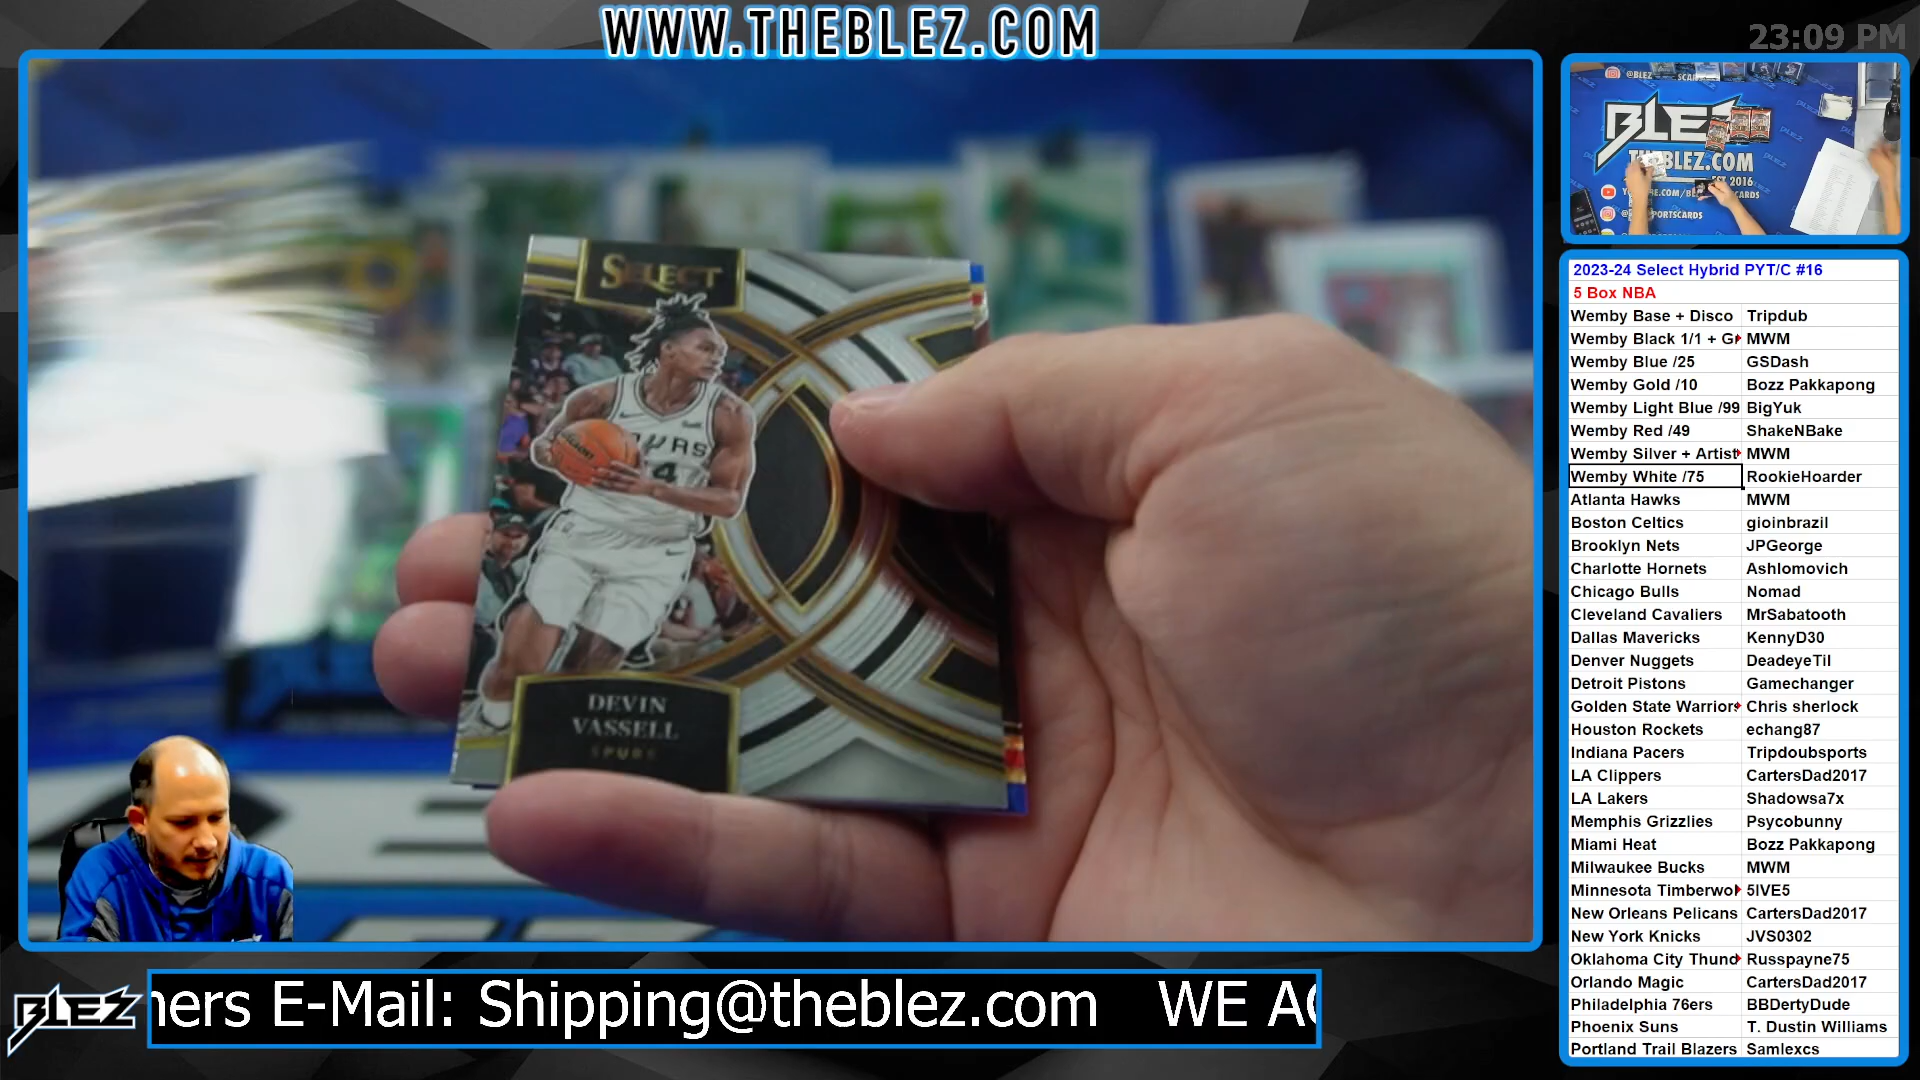 WWW.THEBLEZ.COM
23:09 PM
SELECT
DEVIN
VASSELL
SPURS
BLEZ
THEBLEZ.COM
2023-24 Select Hybrid PYT/C #16
5 Box NBA
Wemby Base + Disco Tripdub
Wemby Black 1/1 + Gr MWM
Wemby Blue /25 GSDash
Wemby Gold /10 Bozz Pakkapong
Wemby Light Blue /99 BigYuk
Wemby Red /49 ShakeNBake
Wemby Silver + Artist MWM
Wemby White /75 RookieHoarder
Atlanta Hawks MWM
Boston Celtics gioinbrazil
Brooklyn Nets JPGeorge
Charlotte Hornets Ashlomovich
Chicago Bulls Nomad
Cleveland Cavaliers MrSabatooth
Dallas Mavericks KennyD30
Denver Nuggets DeadeyeTil
Detroit Pistons Gamechanger
Golden State Warriors Chris sherlock
Houston Rockets echang87
Indiana Pacers Tripdoubsports
LA Clippers CartersDad2017
LA Lakers Shadowsa7x
Memphis Grizzlies Psycobunny
Miami Heat Bozz Pakkapong
Milwaukee Bucks MWM
Minnesota Timberwol 5IVE5
New Orleans Pelicans CartersDad2017
New York Knicks JVS0302
Oklahoma City Thund Russpayne75
Orlando Magic CartersDad2017
Philadelphia 76ers BBDertyDude
Phoenix Suns T. Dustin Williams
Portland Trail Blazers Samlexcs
BLEZ
ners E-Mail: Shipping@theblez.com WE AC